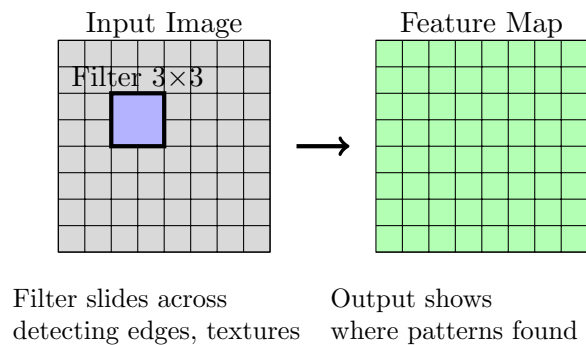 Input Image
Feature Map
Filter 3×3
Filter slides across
detecting edges, textures
Output shows
where patterns found